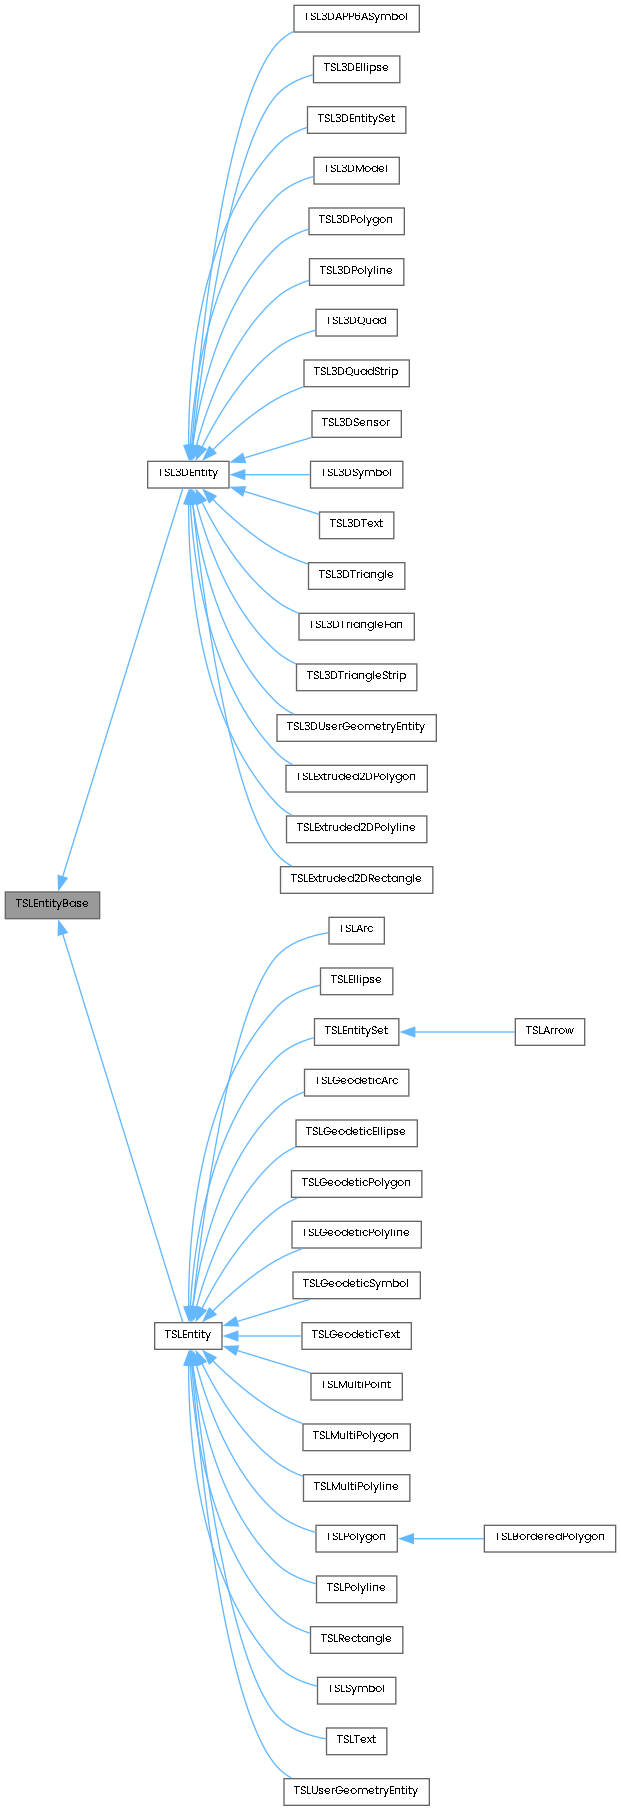 TSL3DAPP6ASymbol
TSL3DEllipse
TSL3DEntitySet
TSL3DModel
TSL3DPolygon
TSL3DPolyline
TSL3DQuad
TSL3DQuadStrip
TSL3DSensor
TSL3DEntity
TSL3DSymbol
TSL3DText
TSL3DTriangle
TSL3DTriangleFan
TSL3DTriangleStrip
TSL3DUserGeometryEntity
TSLExtruded2DPolygon
TSLExtruded2DPolyline
TSLExtruded2DRectangle
TSLEntityBase
TSLArc
TSLEllipse
TSLEntitySet
TSLArrow
TSLGeodeticArc
TSLGeodeticEllipse
TSLGeodeticPolygon
TSLGeodeticPolyline
TSLGeodeticSymbol
TSLEntity
TSLGeodeticText
TSLMultiPoint
TSLMultiPolygon
TSLMultiPolyline
TSLPolygon
TSLBorderedPolygon
TSLPolyline
TSLRectangle
TSLSymbol
TSLText
TSLUserGeometryEntity